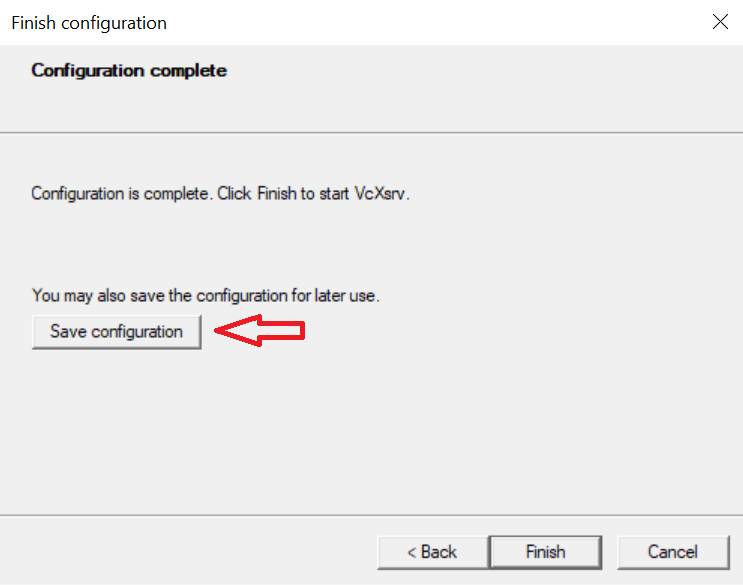 Finish configuration
Configuration complete
Configuration is complete. Click Finish to start VcXsrv.
You may also save the configuration for later use.
Save configuration
< Back
Finish
Cancel